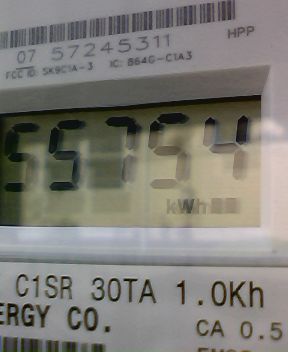 HPP
07 57245311
FCC ID: SK9C1A-3 IC: 864G-C1A3
55754
kWh
C1SR 30TA 1.0Kh
ERGY CO.
CA 0.5